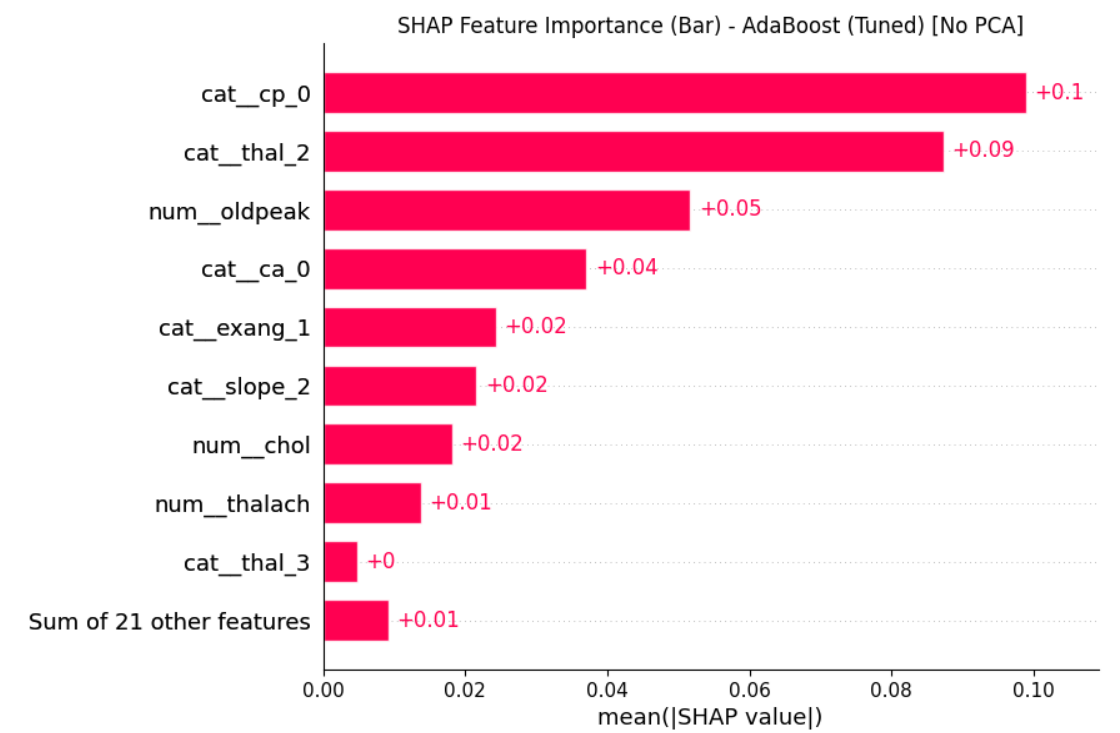 SHAP Feature Importance (Bar) - AdaBoost (Tuned) [No PCA]
cat__cp_0 +0.1
cat__thal_2 +0.09
num__oldpeak +0.05
cat__ca_0 +0.04
cat__exang_1 +0.02
cat__slope_2 +0.02
num__chol +0.02
num__thalach +0.01
cat__thal_3 +0
Sum of 21 other features +0.01
0.00 0.02 0.04 0.06 0.08 0.10
mean(|SHAP value|)